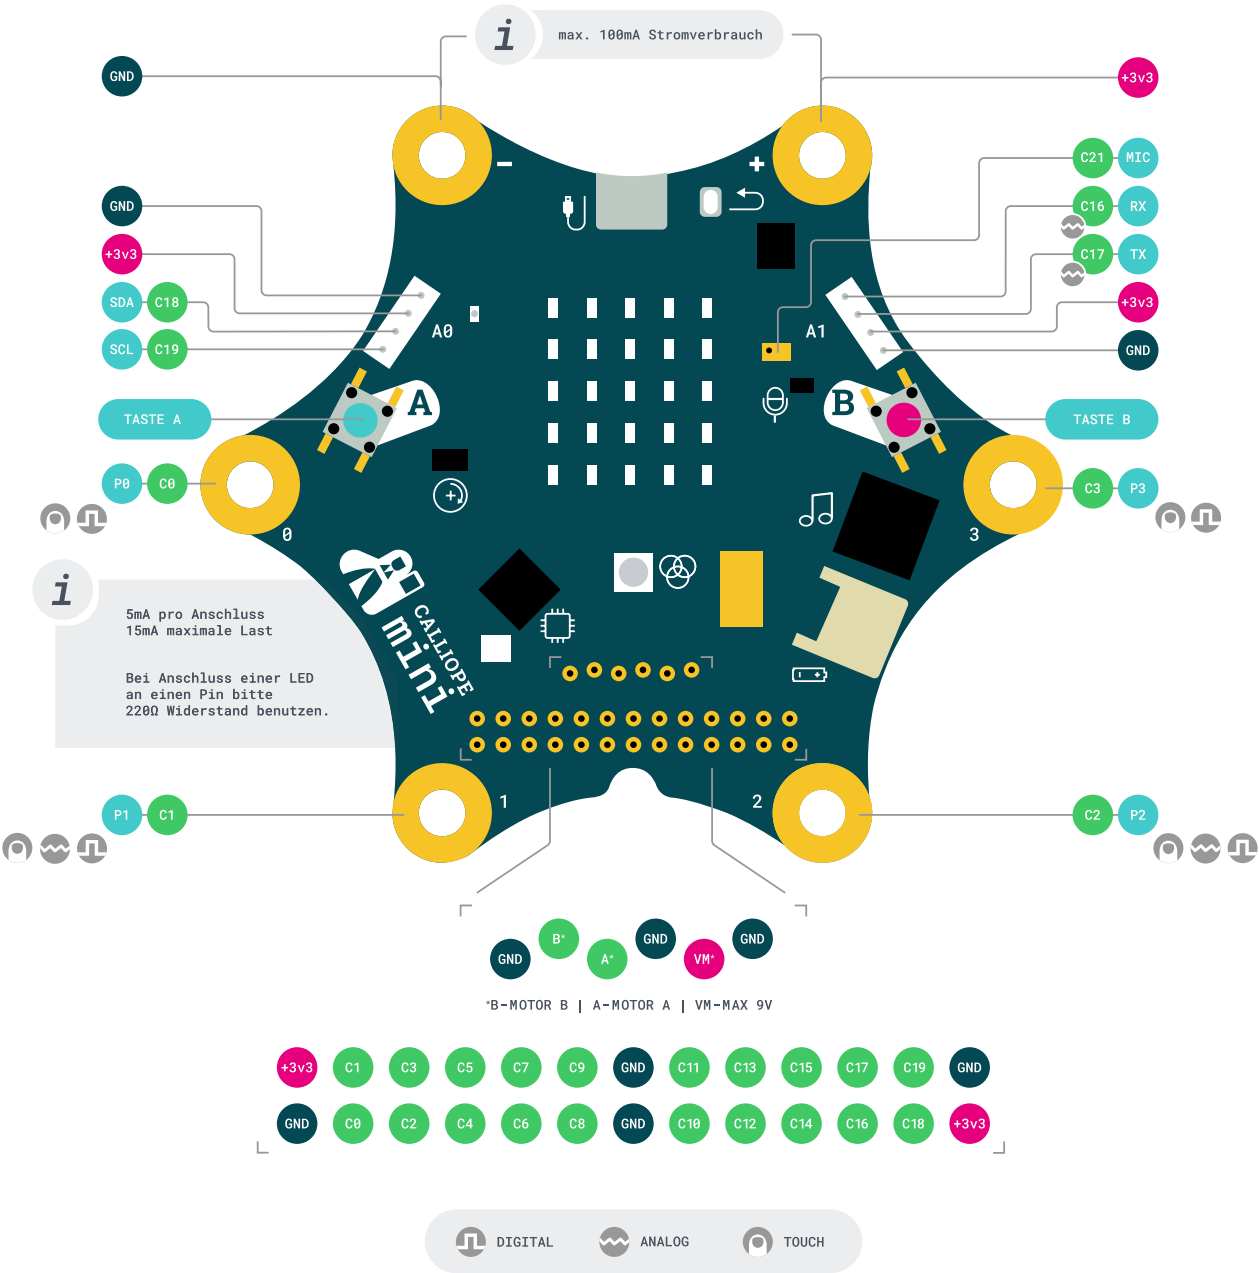 i max. 100mA Stromverbrauch
GND
+3v3
− +
C21 MIC
GND
C16 RX
+3v3
C17 TX
SDA C18
+3v3
A0
A1
SCL C19
GND
A
B
TASTE A
TASTE B
P0 C0
C3 P3
0
3
i
5mA pro Anschluss
15mA maximale Last
Bei Anschluss einer LED
an einen Pin bitte
220Ω Widerstand benutzen.
CALLIOPE
mini
1
2
P1 C1
C2 P2
GND B* A* GND VM* GND
*B-MOTOR B | A-MOTOR A | VM-MAX 9V
+3v3 C1 C3 C5 C7 C9 GND C11 C13 C15 C17 C19 GND
GND C0 C2 C4 C6 C8 GND C10 C12 C14 C16 C18 +3v3
DIGITAL ANALOG TOUCH